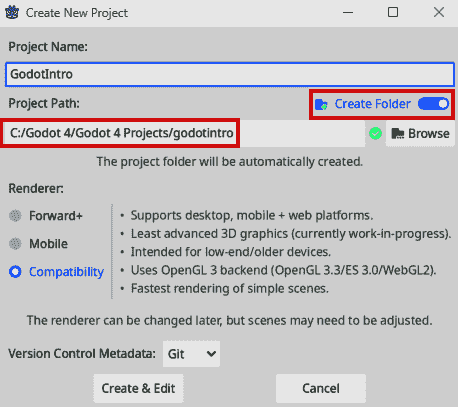 Create New Project
Project Name:
GodotIntro
Project Path:
Create Folder
C:/Godot 4/Godot 4 Projects/godotintro
Browse
The project folder will be automatically created.
Renderer:
Forward+
Mobile
Compatibility
• Supports desktop, mobile + web platforms.
• Least advanced 3D graphics (currently work-in-progress).
• Intended for low-end/older devices.
• Uses OpenGL 3 backend (OpenGL 3.3/ES 3.0/WebGL2).
• Fastest rendering of simple scenes.
The renderer can be changed later, but scenes may need to be adjusted.
Version Control Metadata: Git
Create & Edit
Cancel